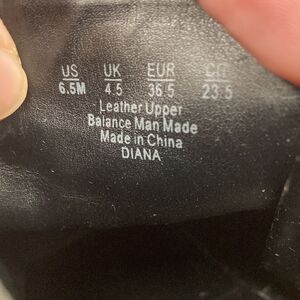 US UK EUR
6.5M 4.5 36.5 23.5
Leather Upper
Balance Man Made
Made in China
DIANA